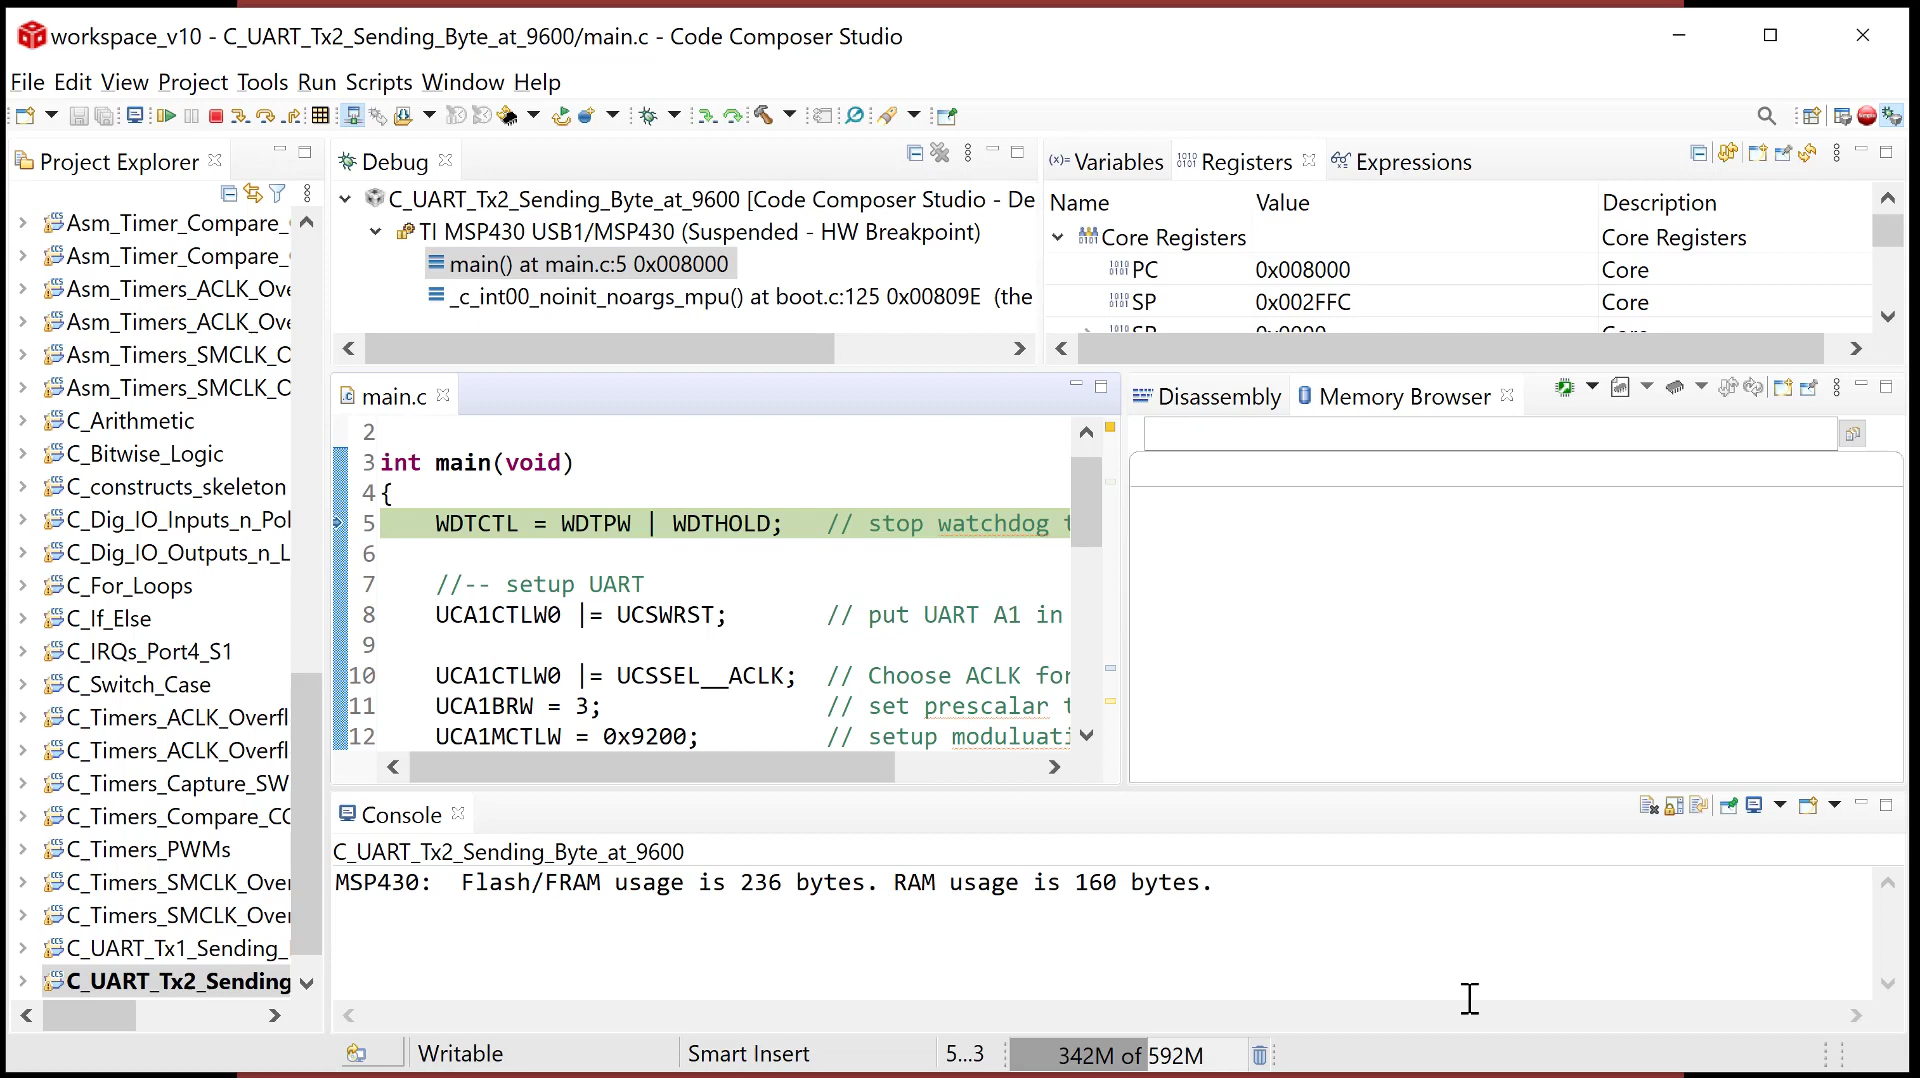 workspace_v10 - C_UART_Tx2_Sending_Byte_at_9600/main.c - Code Composer Studio
File Edit View Project Tools Run Scripts Window Help
Project Explorer
Asm_Timer_Compare_
Asm_Timer_Compare_
Asm_Timers_ACLK_Ove
Asm_Timers_ACLK_Ove
Asm_Timers_SMCLK_O
Asm_Timers_SMCLK_O
C_Arithmetic
C_Bitwise_Logic
C_constructs_skeleton
C_Dig_IO_Inputs_n_Pol
C_Dig_IO_Outputs_n_L
C_For_Loops
C_If_Else
C_IRQs_Port4_S1
C_Switch_Case
C_Timers_ACLK_Overfl
C_Timers_ACLK_Overfl
C_Timers_Capture_SW
C_Timers_Compare_CC
C_Timers_PWMs
C_Timers_SMCLK_Over
C_Timers_SMCLK_Over
C_UART_Tx1_Sending_
C_UART_Tx2_Sending
Debug
C_UART_Tx2_Sending_Byte_at_9600 [Code Composer Studio - De
TI MSP430 USB1/MSP430 (Suspended - HW Breakpoint)
main() at main.c:5 0x008000
_c_int00_noinit_noargs_mpu() at boot.c:125 0x00809E (the
Variables Registers Expressions
Name Value Description
Core Registers Core Registers
PC 0x008000 Core
SP 0x002FFC Core
SR 0x0000 Core
main.c
2
3 int main(void)
4 {
5 WDTCTL = WDTPW | WDTHOLD; // stop watchdog t
6
7 //-- setup UART
8 UCA1CTLW0 |= UCSWRST; // put UART A1 in
9
10 UCA1CTLW0 |= UCSSEL__ACLK; // Choose ACLK for
11 UCA1BRW = 3; // set prescalar t
12 UCA1MCTLW = 0x9200; // setup moduluati
Disassembly Memory Browser
Console
C_UART_Tx2_Sending_Byte_at_9600
MSP430: Flash/FRAM usage is 236 bytes. RAM usage is 160 bytes.
Writable Smart Insert 5...3 342M of 592M